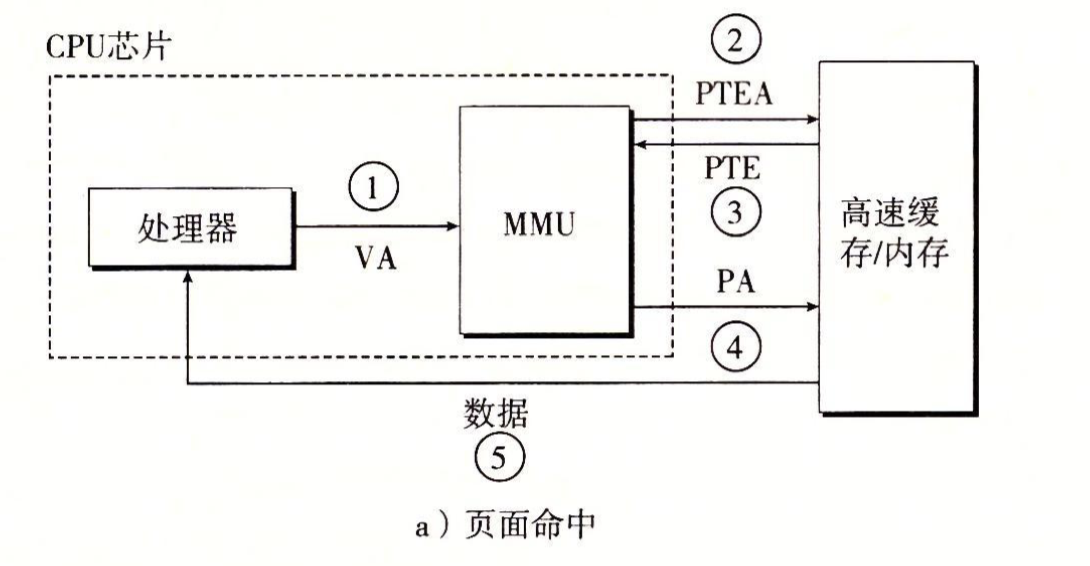 CPU芯片
②
PTEA
①
PTE
处理器
MMU
③
高速缓
存/内存
VA
PA
④
数据
⑤
a）页面命中